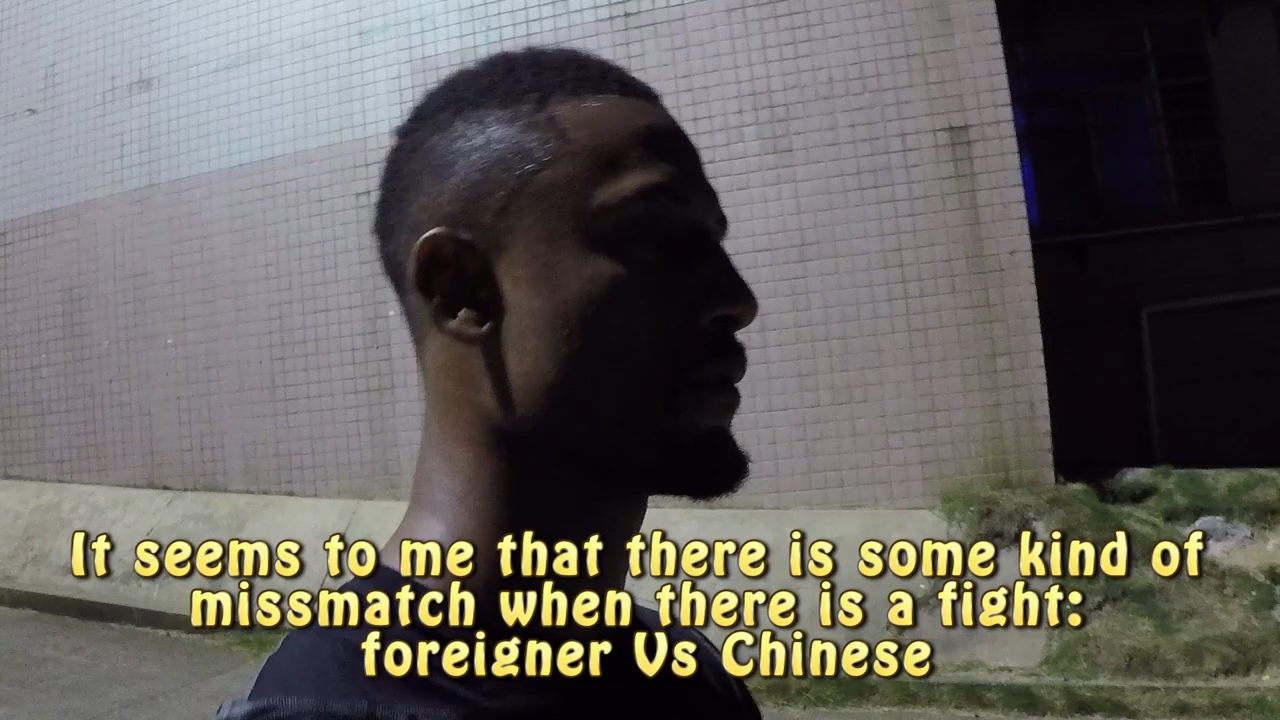 It seems to me that there is some kind of
missmatch when there is a fight:
foreigner Vs Chinese